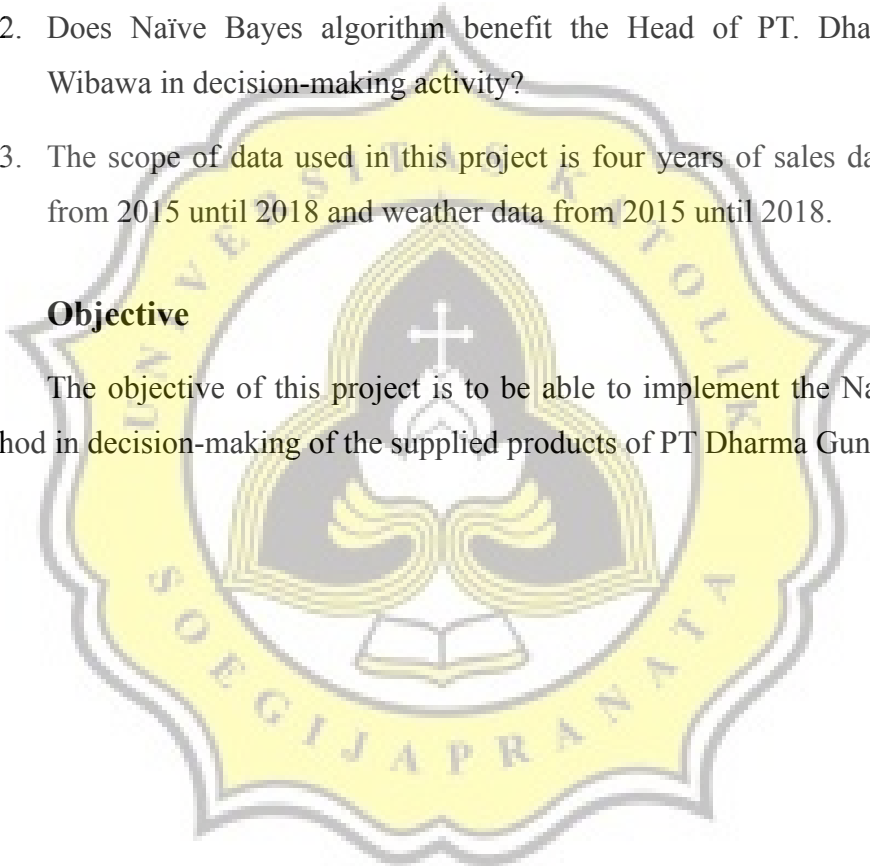 2. Does Naïve Bayes algorithm benefit the Head of PT. Dha
Wibawa in decision-making activity?
3. The scope of data used in this project is four years of sales da
from 2015 until 2018 and weather data from 2015 until 2018.
Objective
The objective of this project is to be able to implement the Na
hod in decision-making of the supplied products of PT Dharma Gun
UNIVERSITAS KATOLIK
SOEGIJAPRANATA